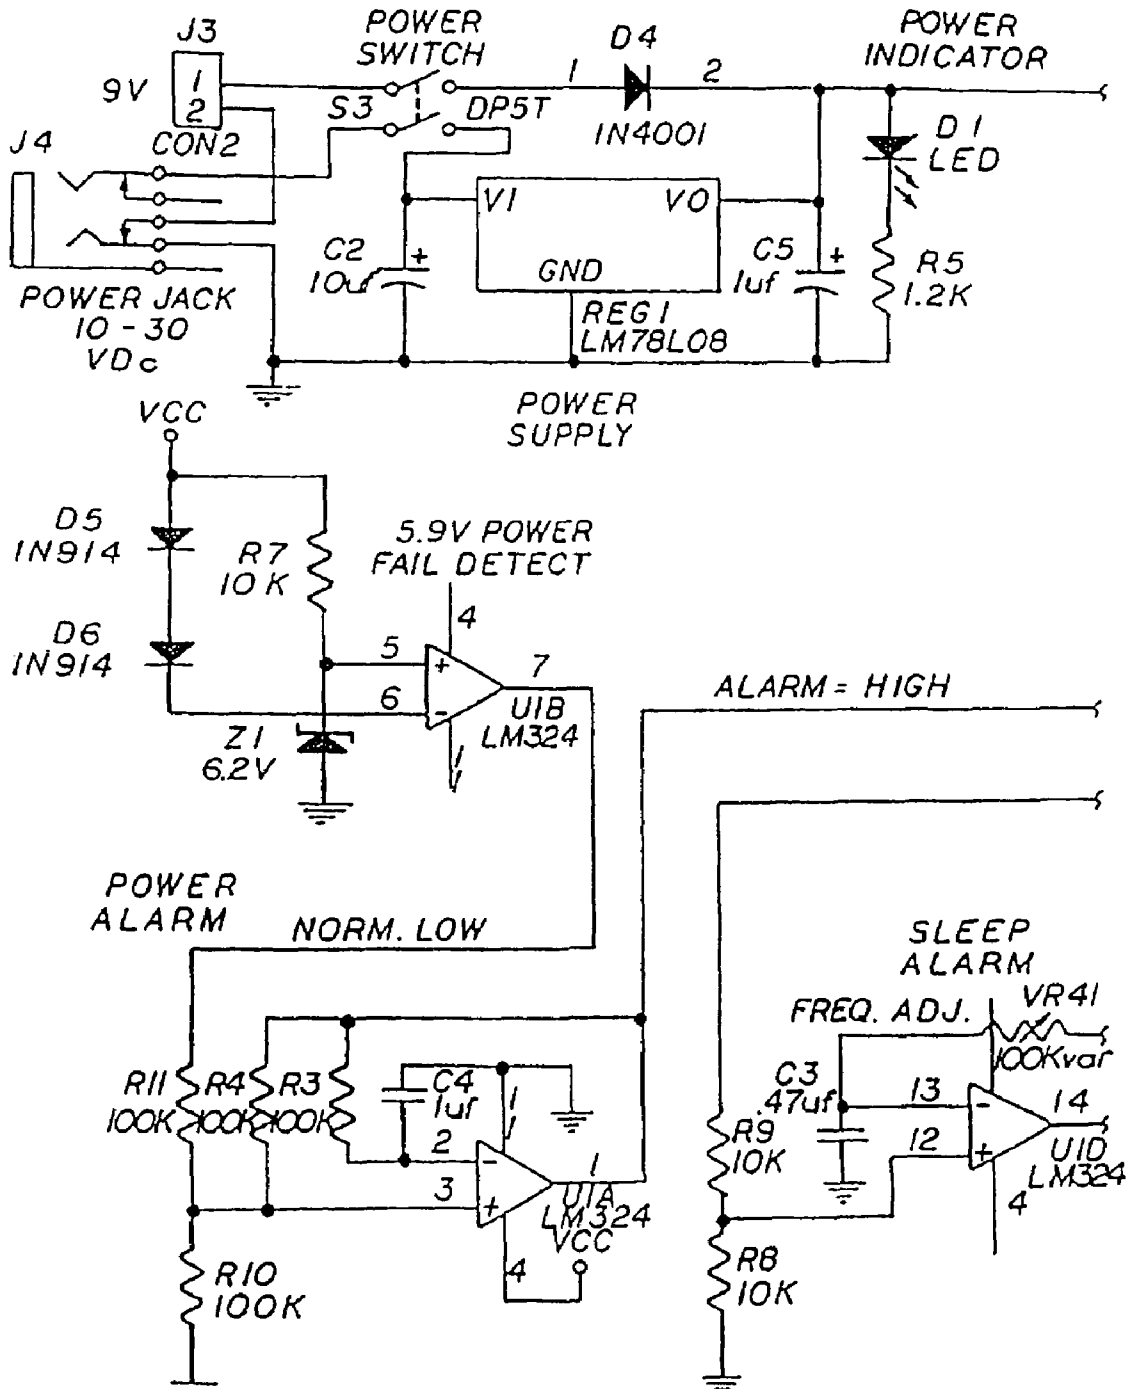 J3
POWER
SWITCH
D4
POWER
INDICATOR
9V
1
2
S3
DP5T
1
2
1N4001
D1
LED
J4
CON2
VI
VO
GND
C2
10uf
+
C5
1uf
+
R5
1.2K
REG1
LM78L08
POWER JACK
10-30
VDc
POWER
SUPPLY
VCC
D5
1N914
R7
10K
5.9V POWER
FAIL DETECT
4
D6
1N914
5
+
6
-
7
U1B
LM324
11
Z1
6.2V
ALARM = HIGH
POWER
ALARM
NORM. LOW
SLEEP
ALARM
FREQ. ADJ.
VR41
100Kvar
R11
100K
R4
100K
R3
100K
C4
1uf
11
2
-
3
+
1
U1A
LM324
VCC
4
C3
.47uf
13
-
12
+
14
U1D
LM324
4
R9
10K
R8
10K
R10
100K